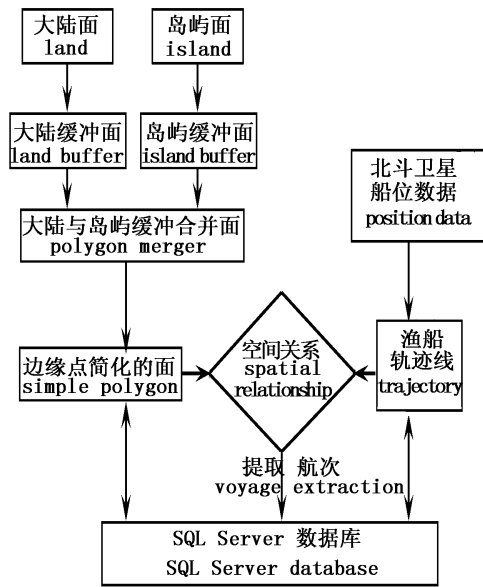 大陆面
land
岛屿面
island
大陆缓冲面
land buffer
岛屿缓冲面
island buffer
北斗卫星
船位数据
position data
大陆与岛屿缓冲合并面
polygon merger
边缘点简化的面
simple polygon
空间关系
spatial
relationship
渔船
轨迹线
trajectory
提取 航次
voyage extraction
SQL Server 数据库
SQL Server database